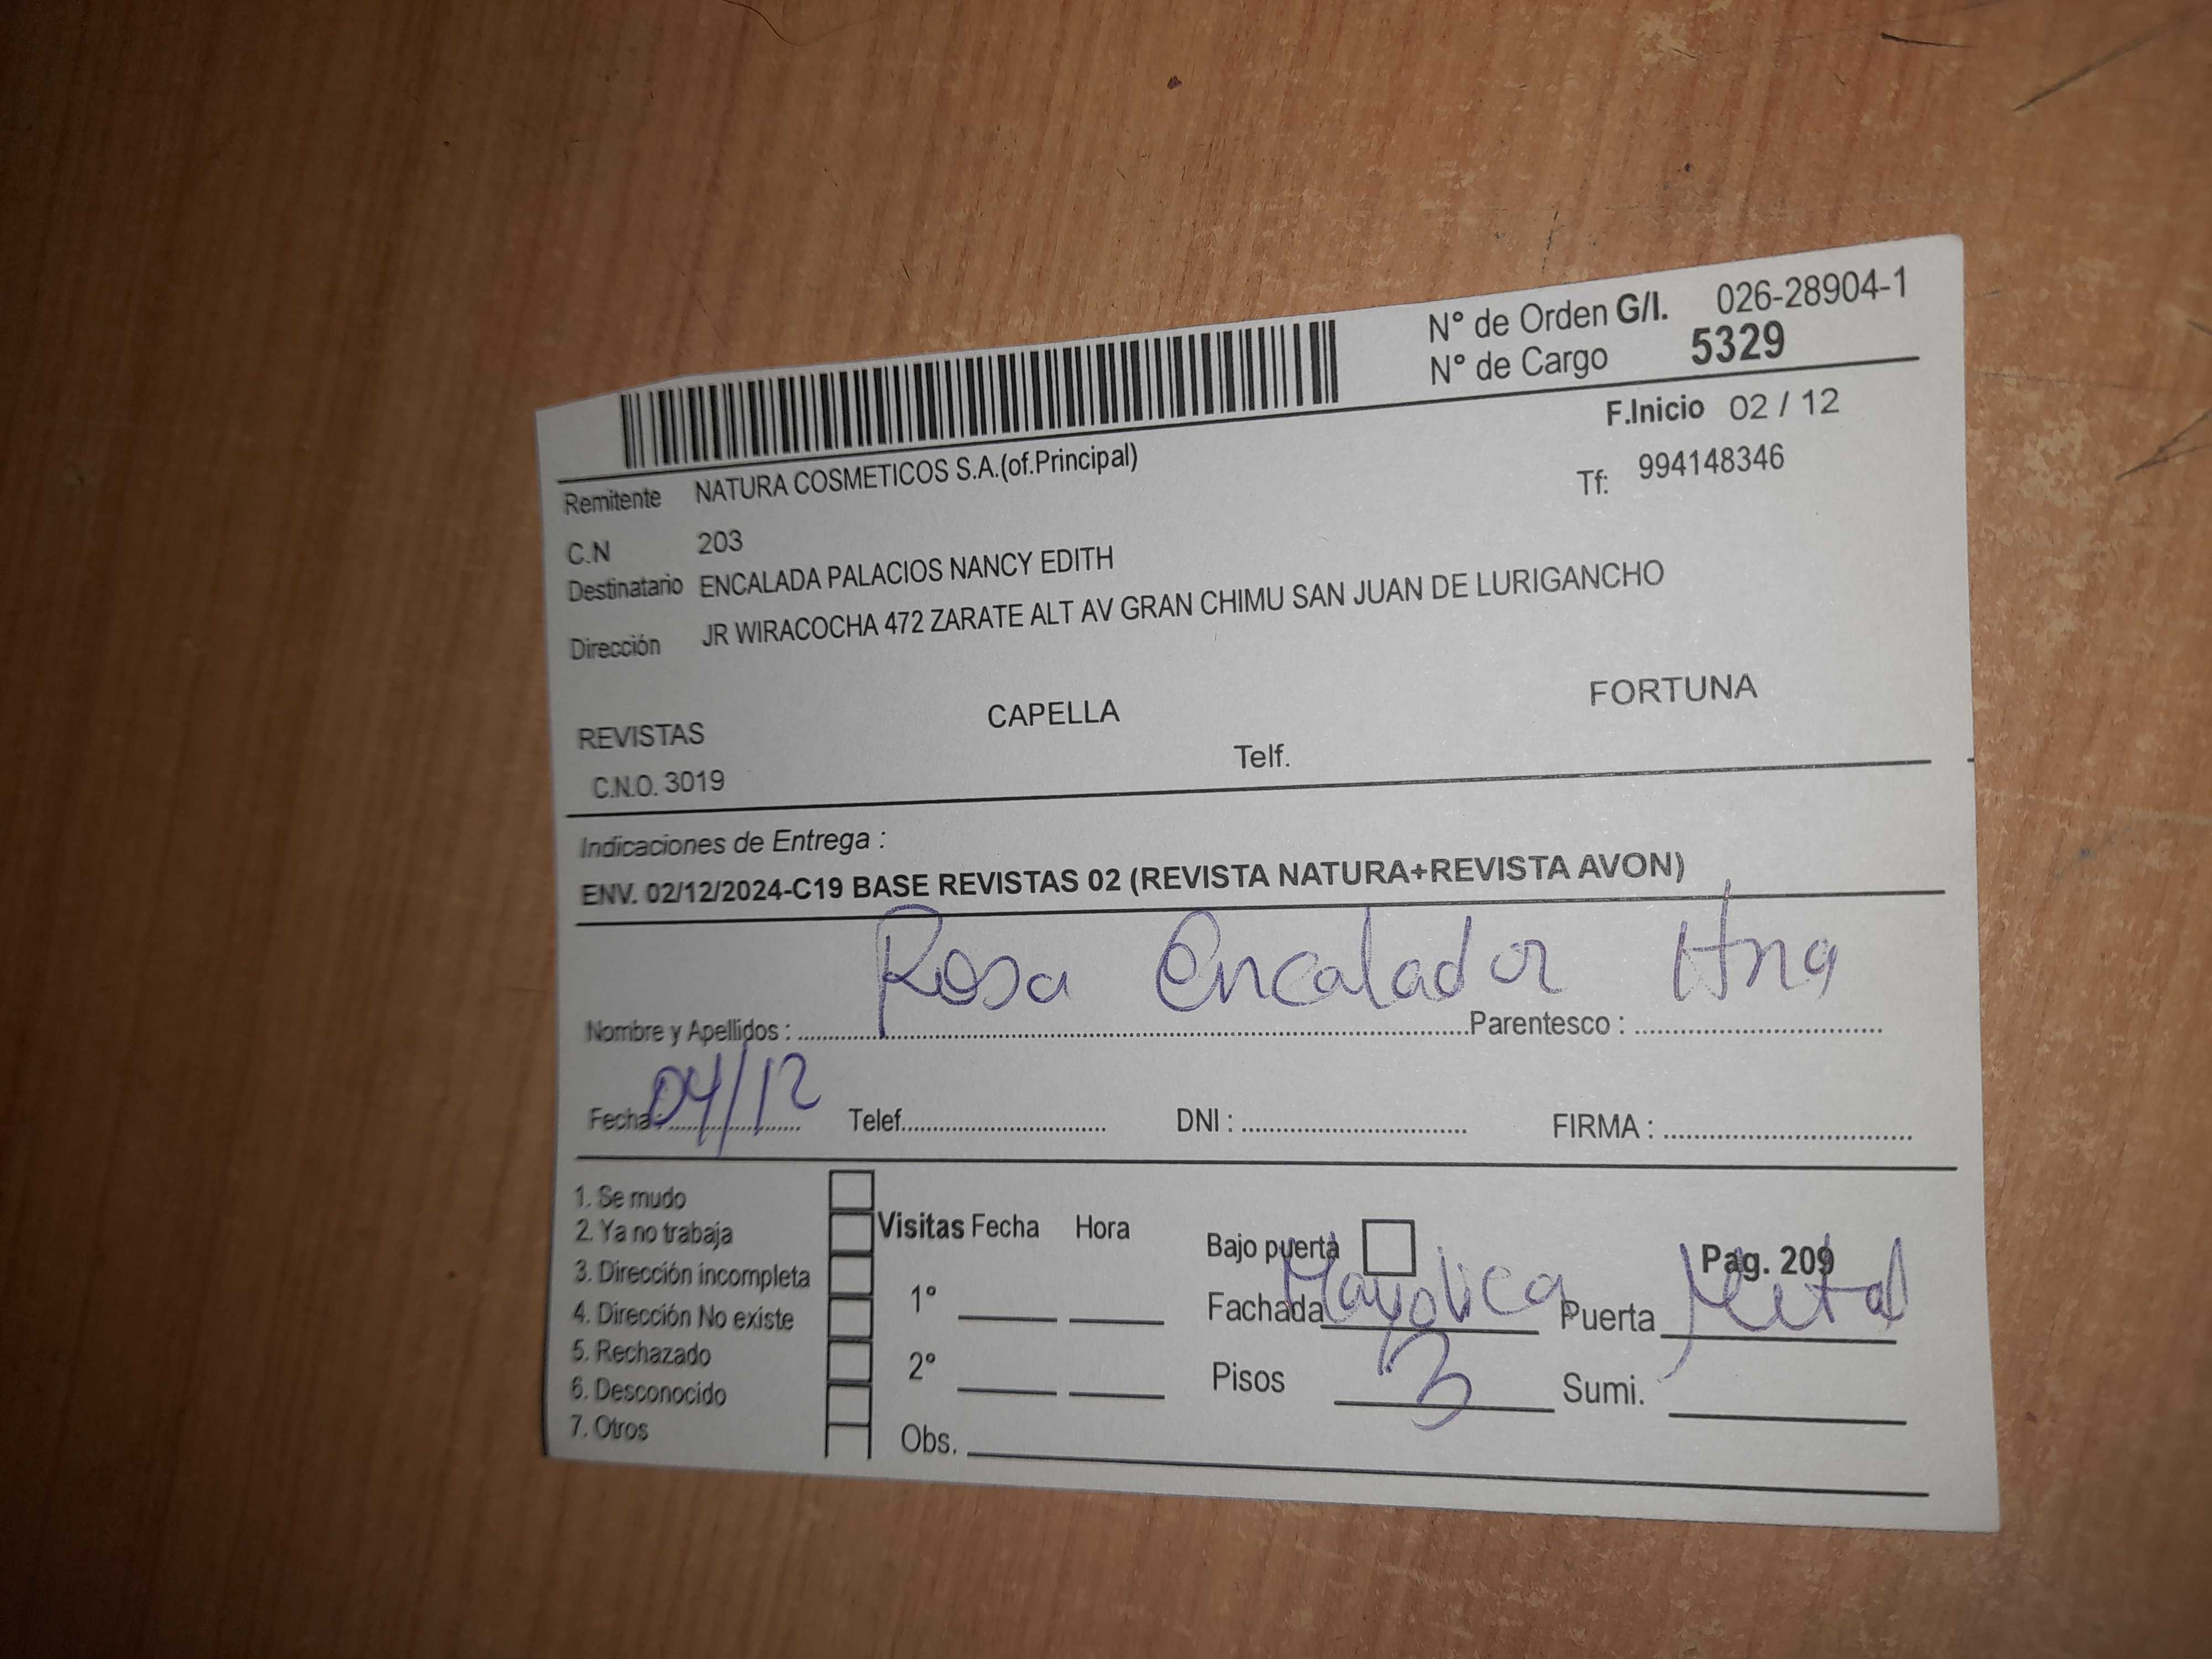 N° de Orden G/I. 026-28904-1
N° de Cargo 5329
F.Inicio 02 / 12
Remitente NATURA COSMETICOS S.A.(of.Principal) Tf: 994148346
C.N 203
Destinatario ENCALADA PALACIOS NANCY EDITH
Dirección JR WIRACOCHA 472 ZARATE ALT AV GRAN CHIMU SAN JUAN DE LURIGANCHO
REVISTAS CAPELLA FORTUNA
C.N.O. 3019 Telf.
Indicaciones de Entrega :
ENV. 02/12/2024-C19 BASE REVISTAS 02 (REVISTA NATURA+REVISTA AVON)
Nombre y Apellidos : Rosa Encalador Parentesco : Hna
Fecha : 04/12 Telef. DNI : FIRMA :
1. Se mudo
2. Ya no trabaja
3. Dirección incompleta
4. Dirección No existe
5. Rechazado
6. Desconocido
7. Otros
Visitas Fecha Hora
1°
2°
Obs.
Bajo puerta Pag. 209
Fachada Mayolica Puerta Metal
Pisos 3 Sumi.